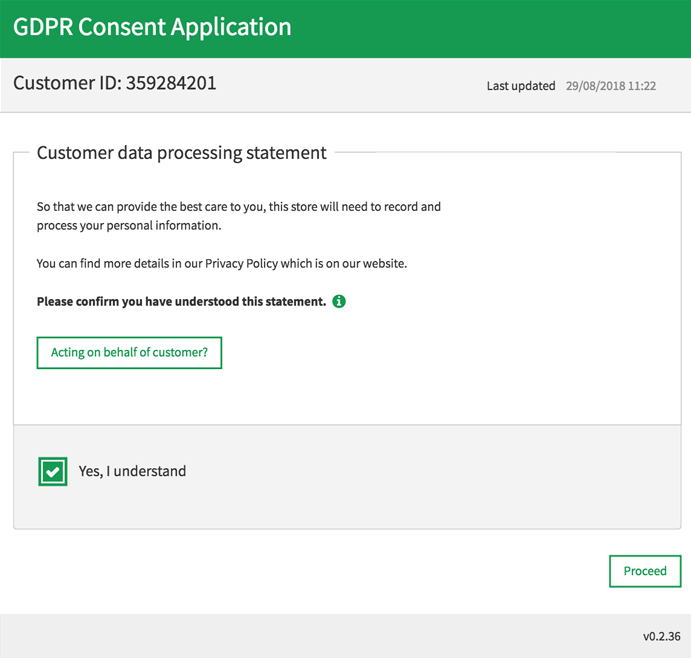 GDPR Consent Application
Customer ID: 359284201
Last updated 29/08/2018 11:22
Customer data processing statement
So that we can provide the best care to you, this store will need to record and
process your personal information.
You can find more details in our Privacy Policy which is on our website.
Please confirm you have understood this statement.
Acting on behalf of customer?
Yes, I understand
Proceed
v0.2.36